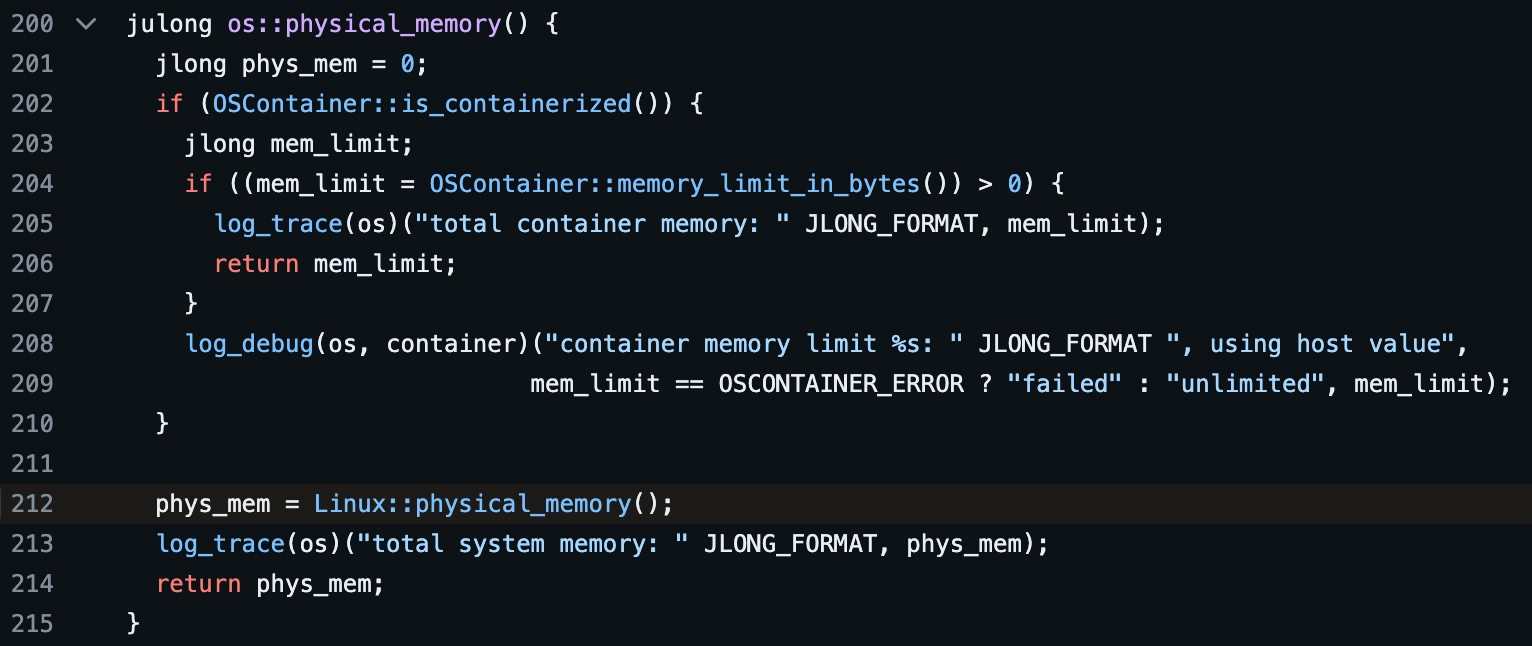 200 julong os::physical_memory() {
201   jlong phys_mem = 0;
202   if (OSContainer::is_containerized()) {
203     jlong mem_limit;
204     if ((mem_limit = OSContainer::memory_limit_in_bytes()) > 0) {
205       log_trace(os)("total container memory: " JLONG_FORMAT, mem_limit);
206       return mem_limit;
207     }
208     log_debug(os, container)("container memory limit %s: " JLONG_FORMAT ", using host value",
209                             mem_limit == OSCONTAINER_ERROR ? "failed" : "unlimited", mem_limit);
210   }
211
212   phys_mem = Linux::physical_memory();
213   log_trace(os)("total system memory: " JLONG_FORMAT, phys_mem);
214   return phys_mem;
215 }